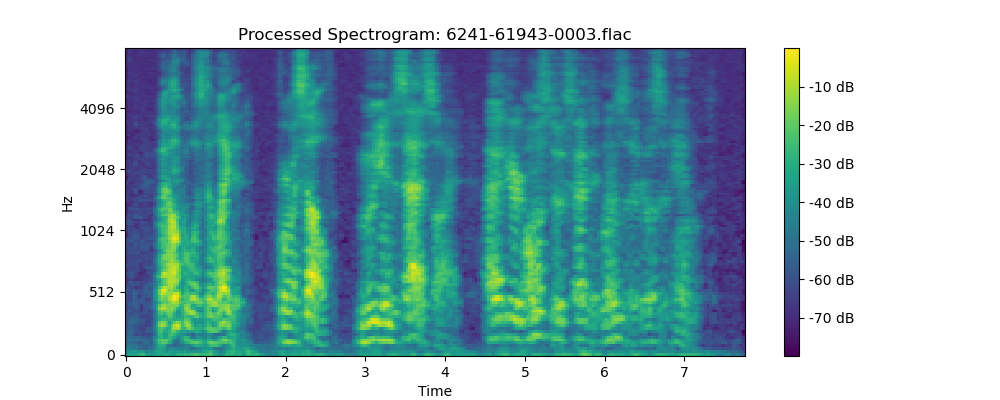 Processed Spectrogram: 6241-61943-0003.flac
4096
2048
1024
512
0
Hz
0 1 2 3 4 5 6 7
Time
-10 dB
-20 dB
-30 dB
-40 dB
-50 dB
-60 dB
-70 dB